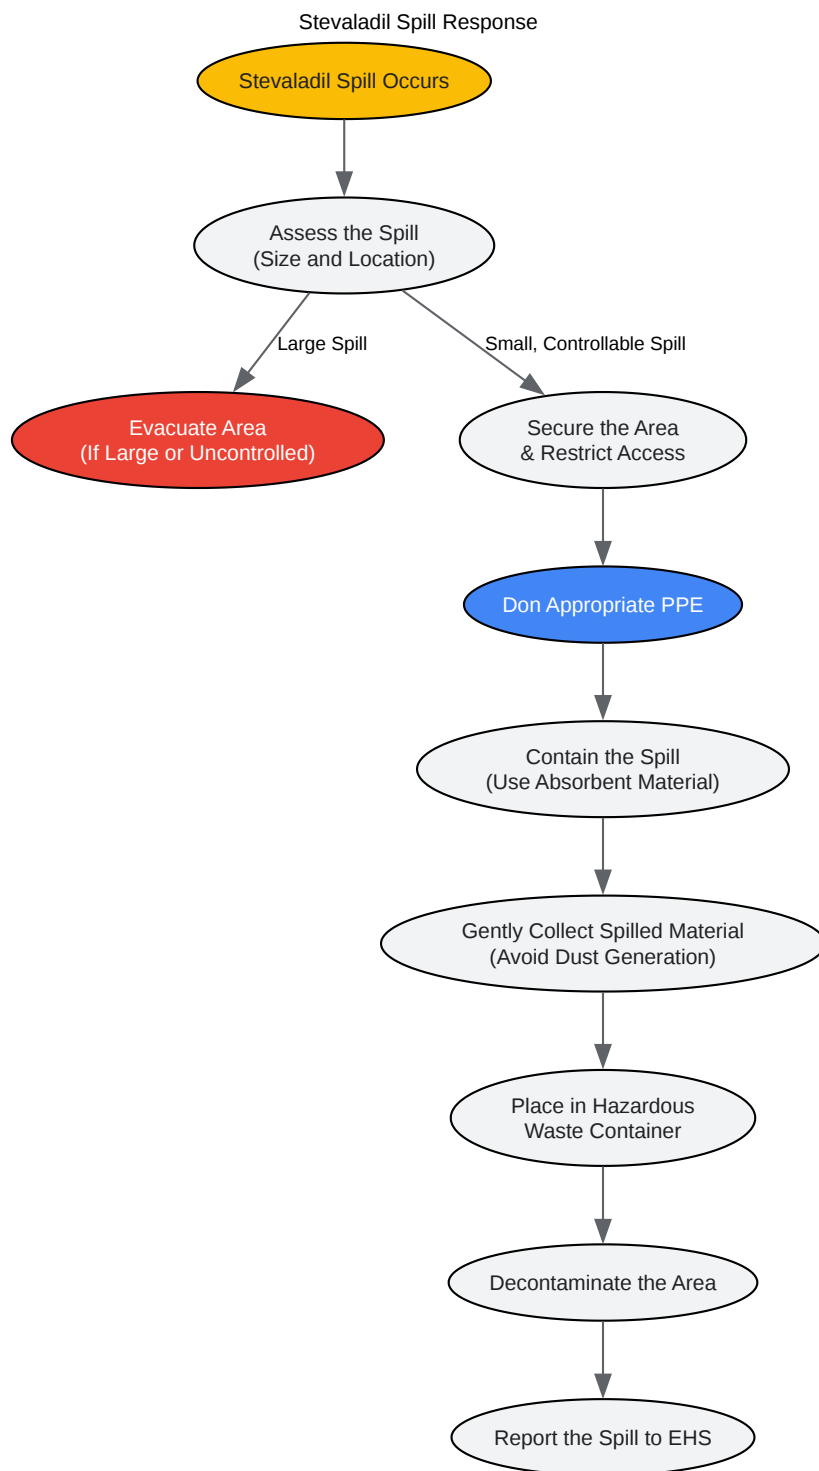 Stevaladil Spill Response
Stevaladil Spill Occurs
Assess the Spill
(Size and Location)
Large Spill
Small, Controllable Spill
Evacuate Area
(If Large or Uncontrolled)
Secure the Area
& Restrict Access
Don Appropriate PPE
Contain the Spill
(Use Absorbent Material)
Gently Collect Spilled Material
(Avoid Dust Generation)
Place in Hazardous
Waste Container
Decontaminate the Area
Report the Spill to EHS